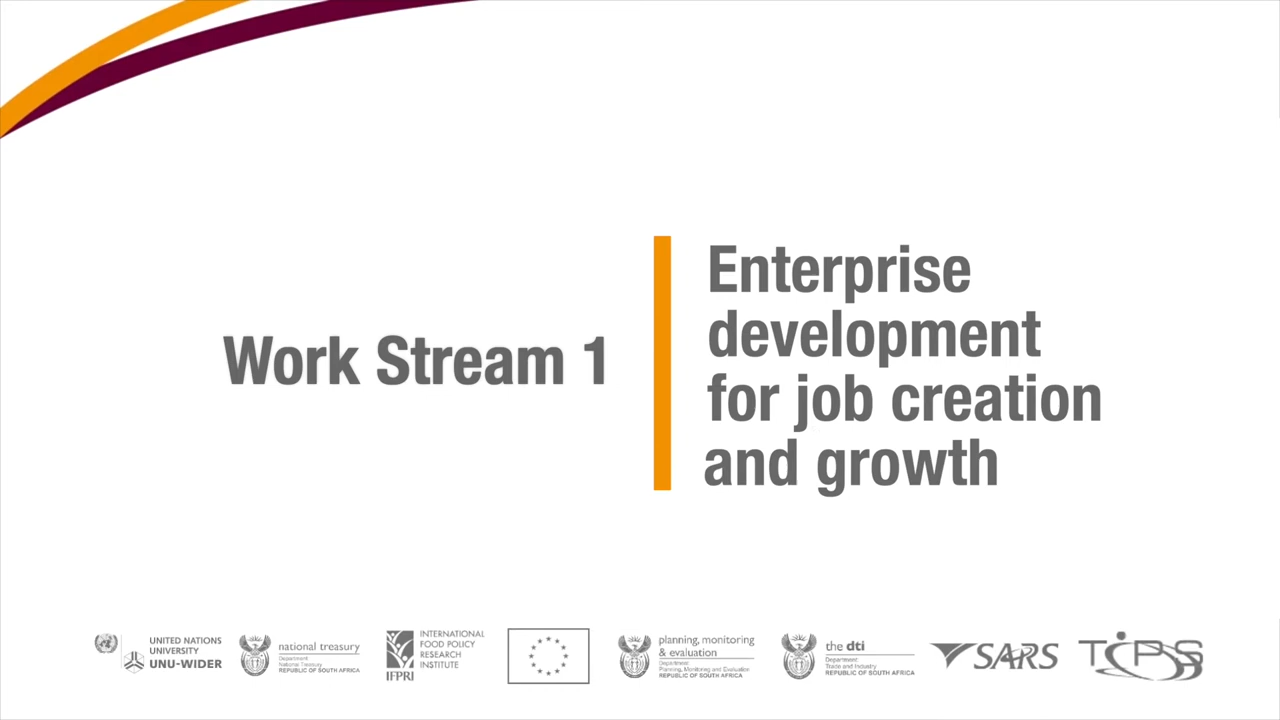 Work Stream 1
Enterprise
development
for job creation
and growth
UNITED NATIONS
UNIVERSITY
UNU-WIDER
national treasury
Department:
National Treasury
REPUBLIC OF SOUTH AFRICA
INTERNATIONAL
FOOD POLICY
RESEARCH
INSTITUTE
IFPRI
planning, monitoring
& evaluation
Department:
Planning, Monitoring and Evaluation
REPUBLIC OF SOUTH AFRICA
the dti
Department:
Trade and Industry
REPUBLIC OF SOUTH AFRICA
SARS
TIPS